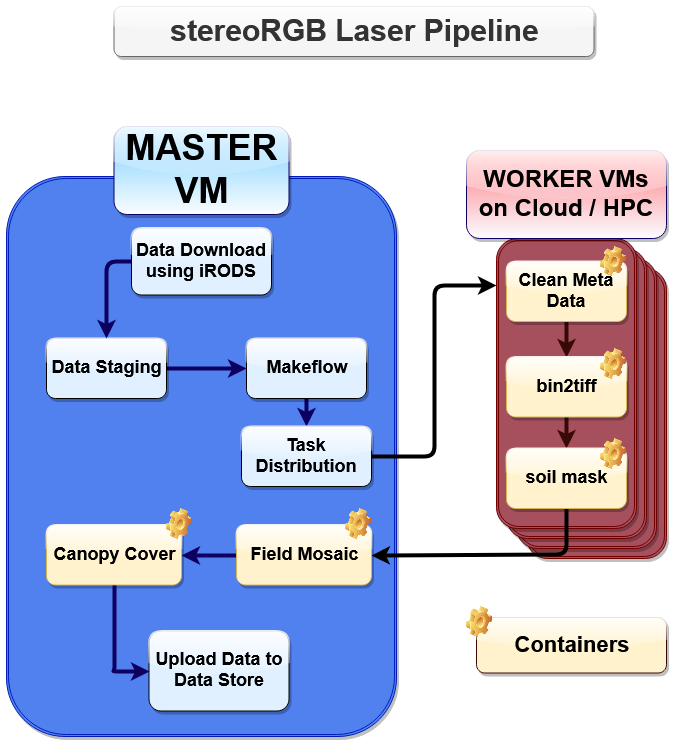 stereoRGB Laser Pipeline
MASTER
VM
WORKER VMs
on Cloud / HPC
Data Download
using iRODS
Data Staging
Makeflow
Task
Distribution
Clean Meta
Data
bin2tiff
soil mask
Field Mosaic
Canopy Cover
Upload Data to
Data Store
Containers